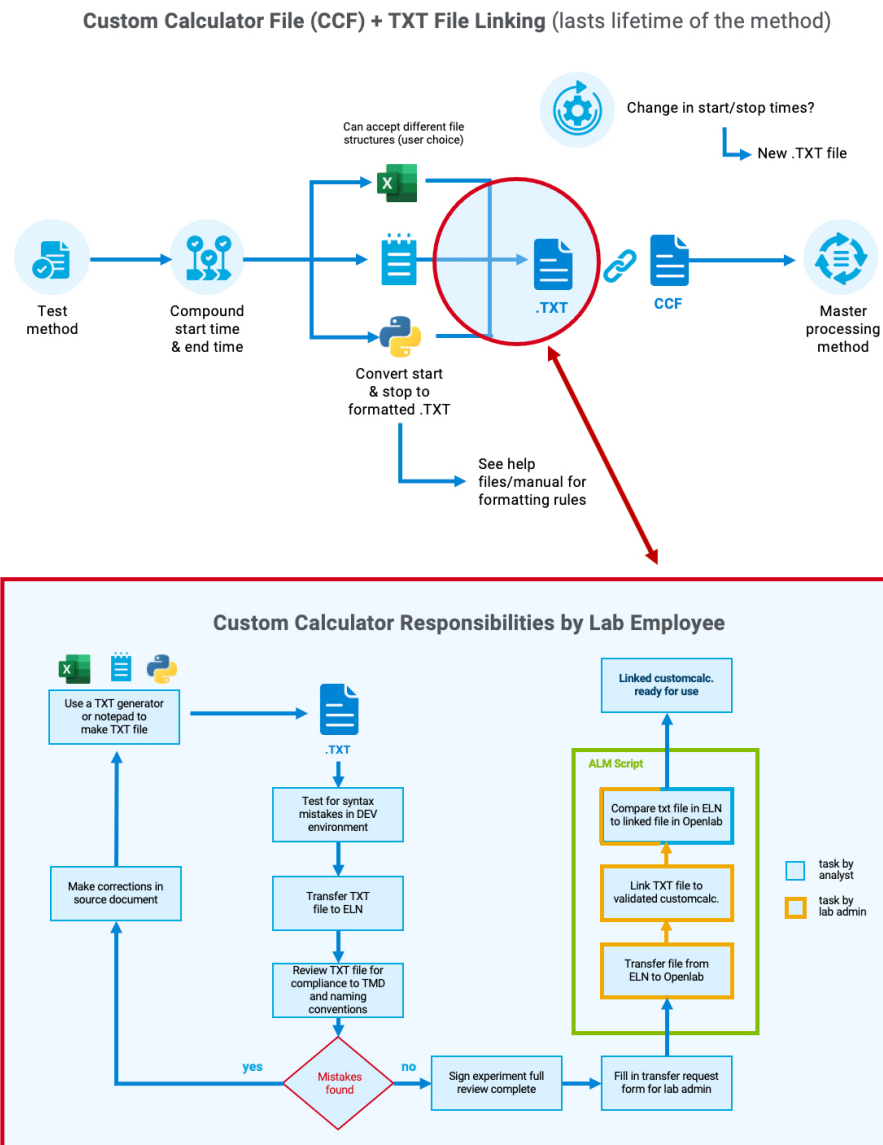 Custom Calculator File (CCF) + TXT File Linking (lasts lifetime of the method)
Can accept different file
structures (user choice)
Change in start/stop times?
New .TXT file
X
.TXT
CCF
Test
method
Compound
start time
& end time
Master
processing
method
Convert start
& stop to
formatted .TXT
See help
files/manual for
formatting rules
Custom Calculator Responsibilities by Lab Employee
X
Use a TXT generator
or notepad to
make TXT file
.TXT
Test for syntax
mistakes in DEV
environment
Transfer TXT
file to ELN
Review TXT file for
compliance to TMD
and naming
conventions
Mistakes
found
yes
Make corrections in
source document
no
Sign experiment full
review complete
Fill in transfer request
form for lab admin
ALM Script
Transfer file from
ELN to Openlab
Link TXT file to
validated customcalc.
Compare txt file in ELN
to linked file in Openlab
Linked customcalc.
ready for use
task by
analyst
task by
lab admin